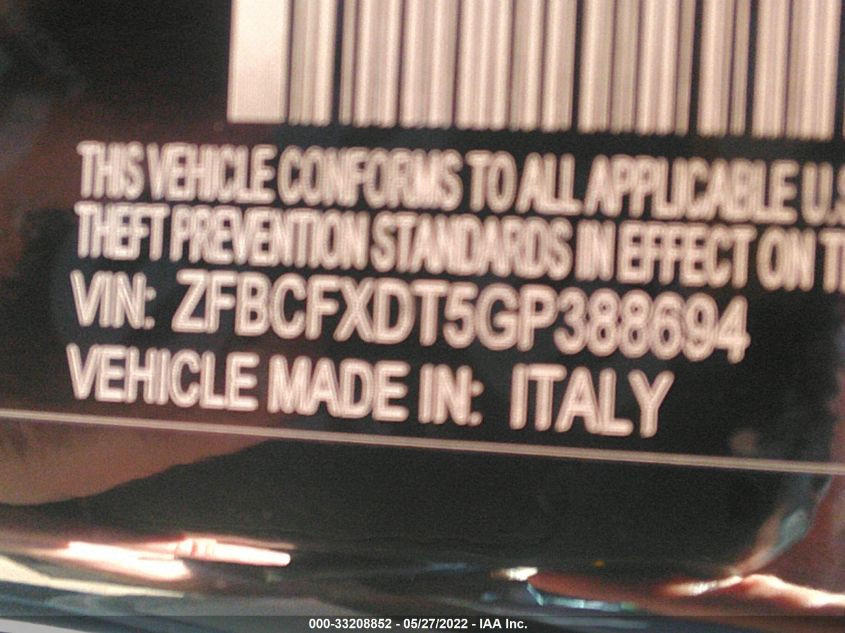 THIS VEHICLE CONFORMS TO ALL APPLICABLE U.S
THEFT PREVENTION STANDARDS IN EFFECT ON
VIN: ZFBCFXDT5GP388694
VEHICLE MADE IN: ITALY
000-33208852 - 05/27/2022 - IAA Inc.